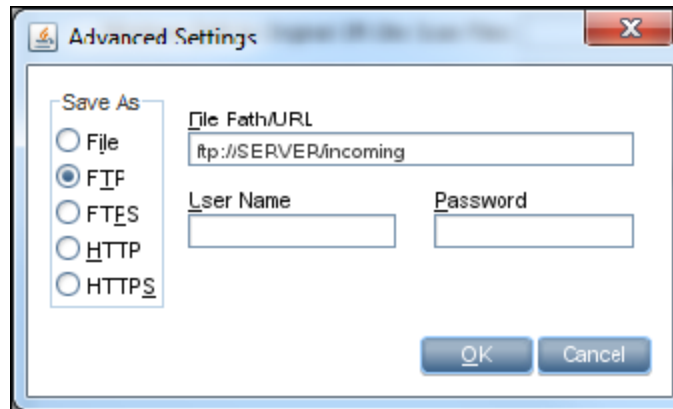 Advanced Settings
Save As
File
FTP
FTPS
HTTP
HTTPS
File Path/URL
ftp://SERVER/incoming
User Name
Password
OK
Cancel